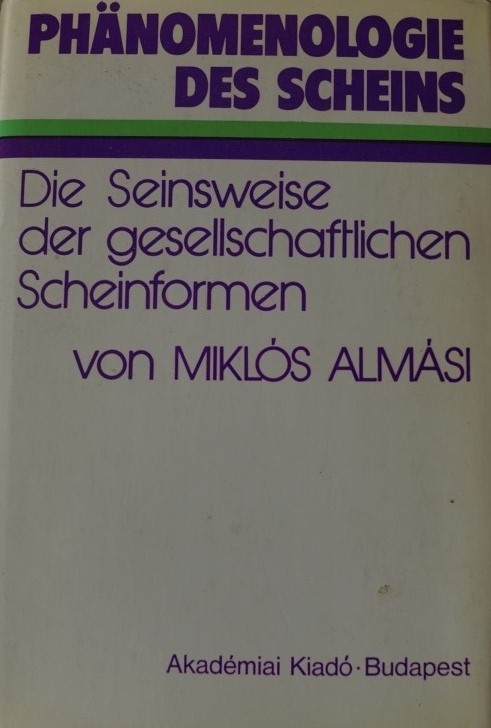 PHÄNOMENOLOGIE
DES SCHEINS
Die Seinsweise
der gesellschaftlichen
Scheinformen
von MIKLÓS ALMÁSI
Akadémiai Kiadó · Budapest